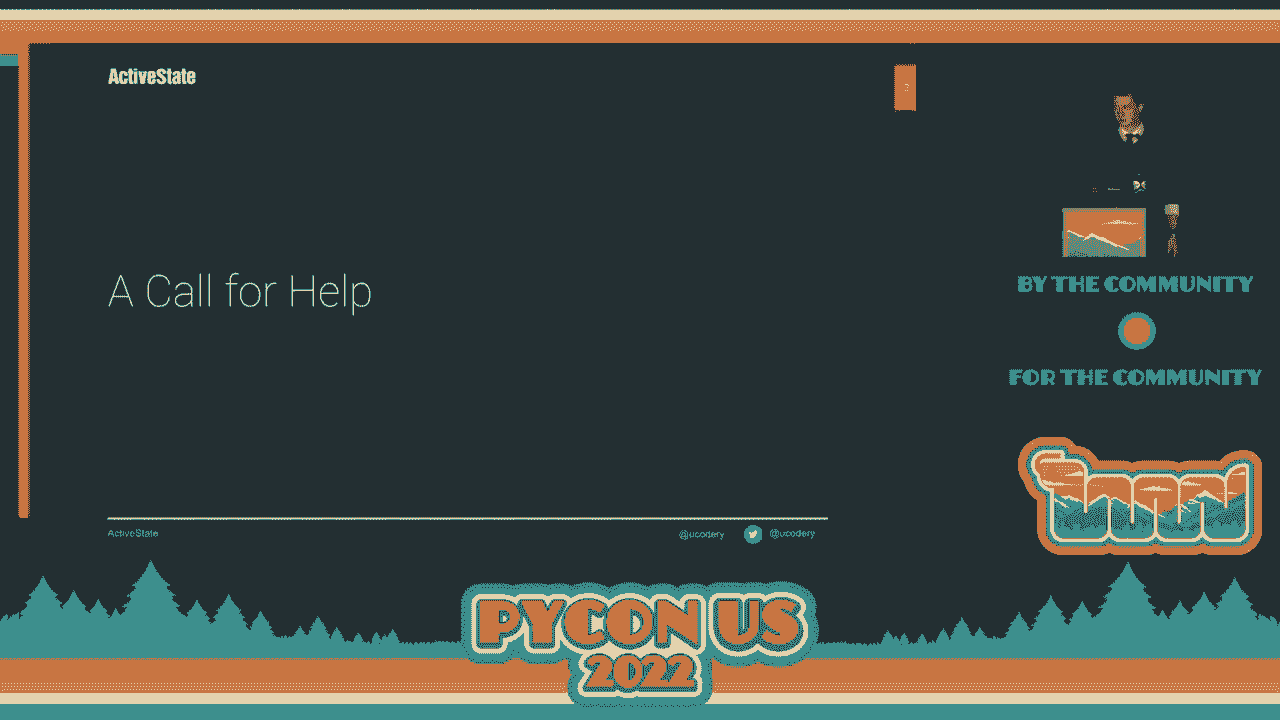 ActiveState
A Call for Help
ActiveState
@ucodery
@ucodery
BY THE COMMUNITY
FOR THE COMMUNITY
PYCON US
2022